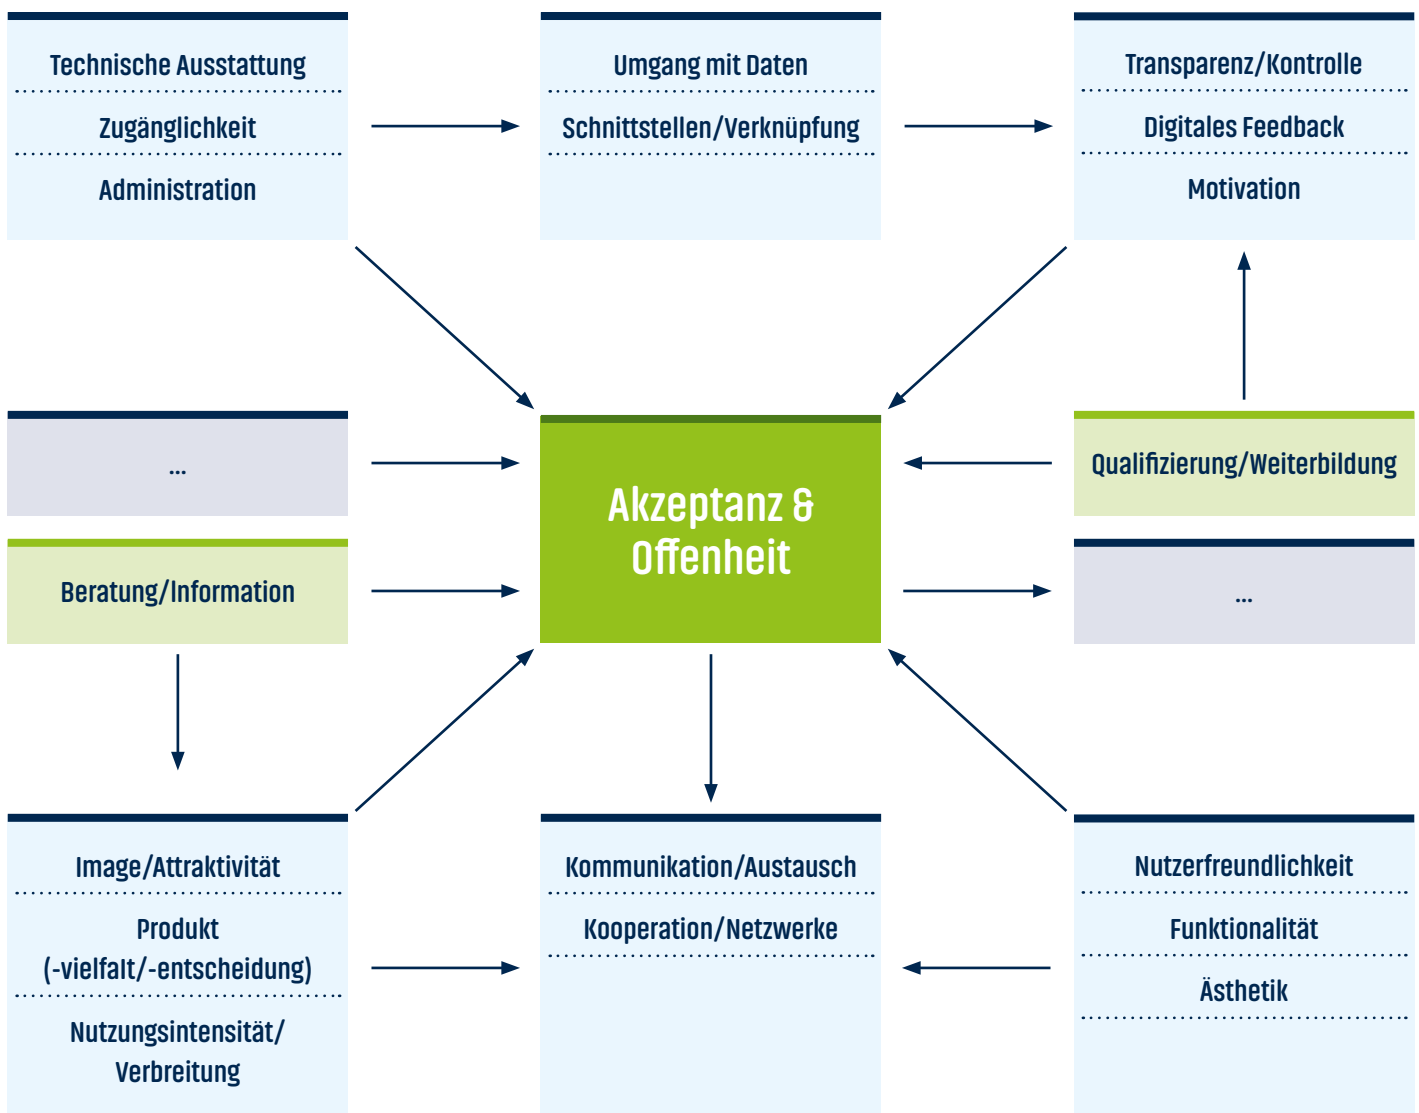 Technische Ausstattung
Zugänglichkeit
Administration
Umgang mit Daten
Schnittstellen/Verknüpfung
Transparenz/Kontrolle
Digitales Feedback
Motivation
...
Beratung/Information
Akzeptanz &
Offenheit
Qualifizierung/Weiterbildung
...
Image/Attraktivität
Produkt
(-vielfalt/-entscheidung)
Nutzungsintensität/
Verbreitung
Kommunikation/Austausch
Kooperation/Netzwerke
Nutzerfreundlichkeit
Funktionalität
Ästhetik